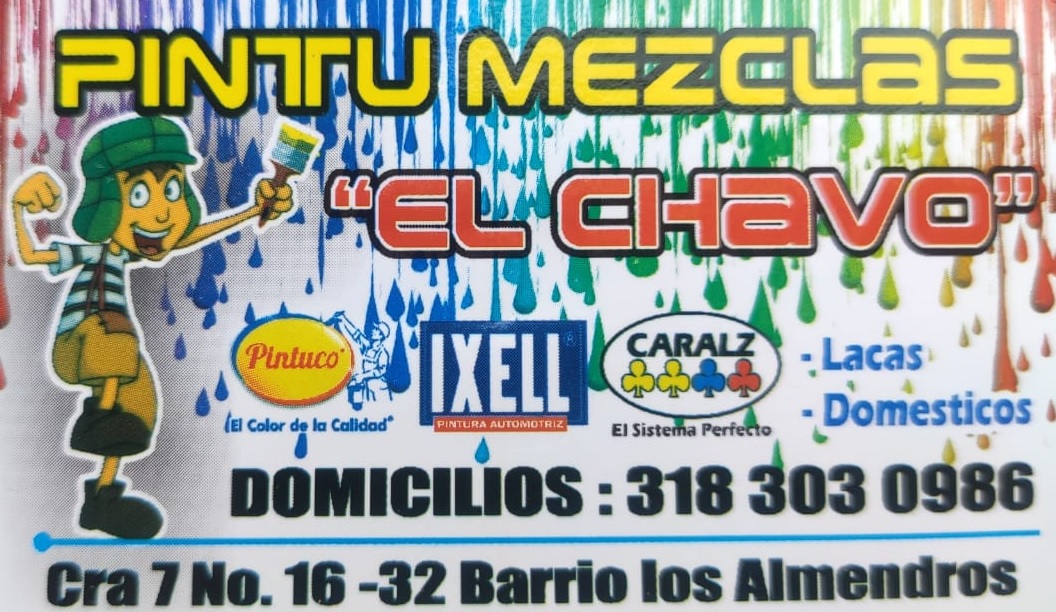 PINTTU MEZCLAS
"EL CHAVO"
Pintuco®
"El Color de la Calidad"
IXELL®
PINTURA AUTOMOTRIZ
CARALZ
El Sistema Perfecto
- Lacas
- Domesticos
DOMICILIOS : 318 303 0986
Cra 7 No. 16 -32 Barrio los Almendros